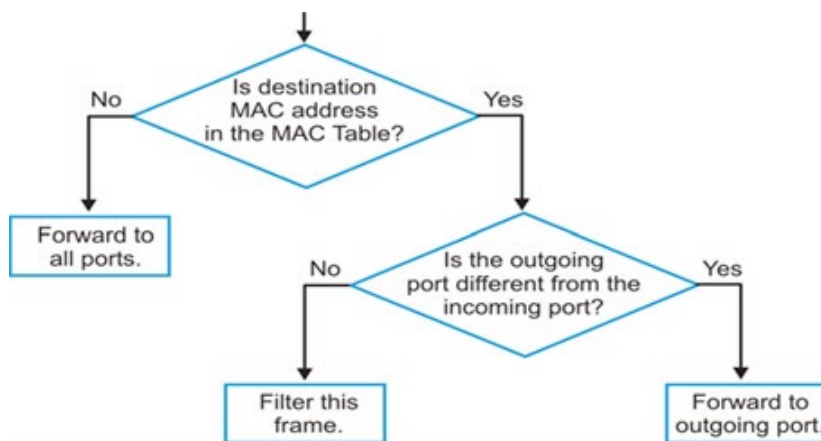 Is destination
MAC address
in the MAC Table?
No
Yes
Forward to
all ports.
Is the outgoing
port different from the
incoming port?
No
Yes
Filter this
frame.
Forward to
outgoing port.